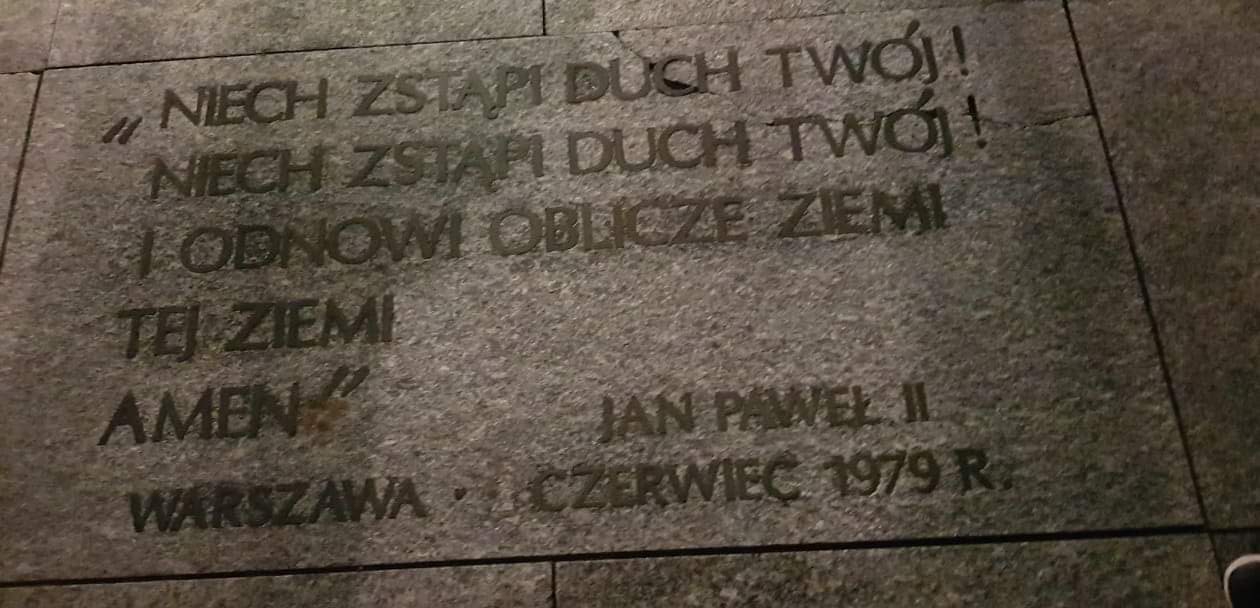 „NIECH ZSTĄPI DUCH TWÓJ!
NIECH ZSTĄPI DUCH TWÓJ!
I ODNOWI OBLICZE ZIEMI
TEJ ZIEMI
AMEN”
JAN PAWEŁ II
WARSZAWA · CZERWIEC 1979 R.